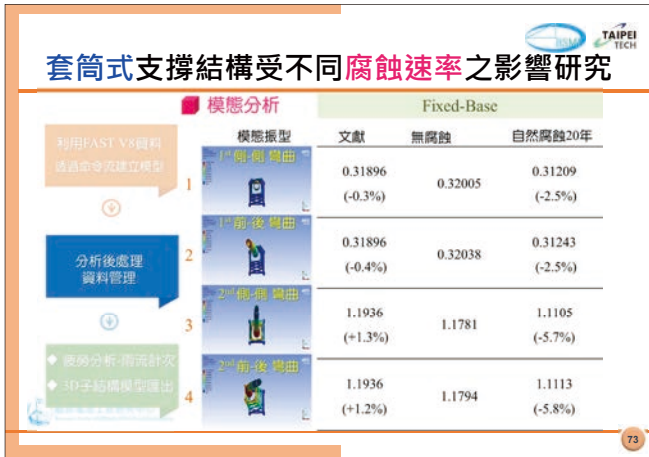 TAIPEI
TECH
套筒式支撐結構受不同腐蝕速率之影響研究
模態分析
Fixed-Base
利用FAST V8資料
透過命令流建立模型
分析後處理
資料管理
疲勞分析-雨流計次
3D子結構模型匯出
模態振型 文獻 無腐蝕 自然腐蝕20年
1 1st 側-側 彎曲 0.31896 0.32005 0.31209
(-0.3%) (-2.5%)
2 1st 前-後 彎曲 0.31896 0.32038 0.31243
(-0.4%) (-2.5%)
3 2nd 側-側 彎曲 1.1936 1.1781 1.1105
(+1.3%) (-5.7%)
4 2nd 前-後 彎曲 1.1936 1.1794 1.1113
(+1.2%) (-5.8%)
73